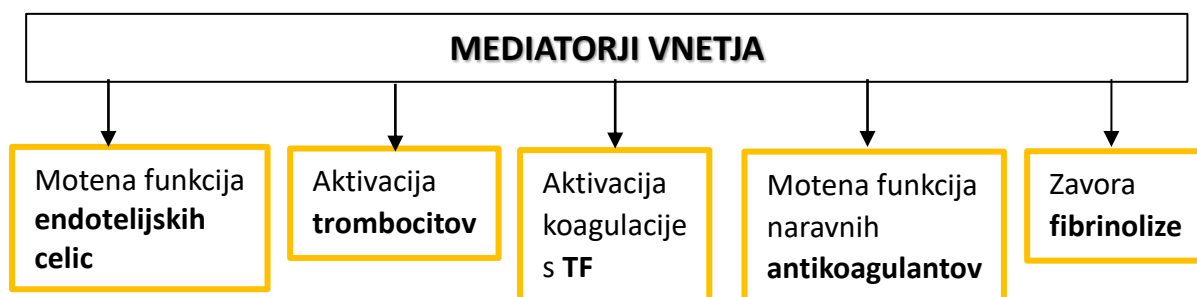 MEDIATORJI VNETJA
Motena funkcija
endotelijskih
celic
Aktivacija
trombocitov
Aktivacija
koagulacije
s TF
Motena funkcija
naravnih
antikoagulantov
Zavora
fibrinolize